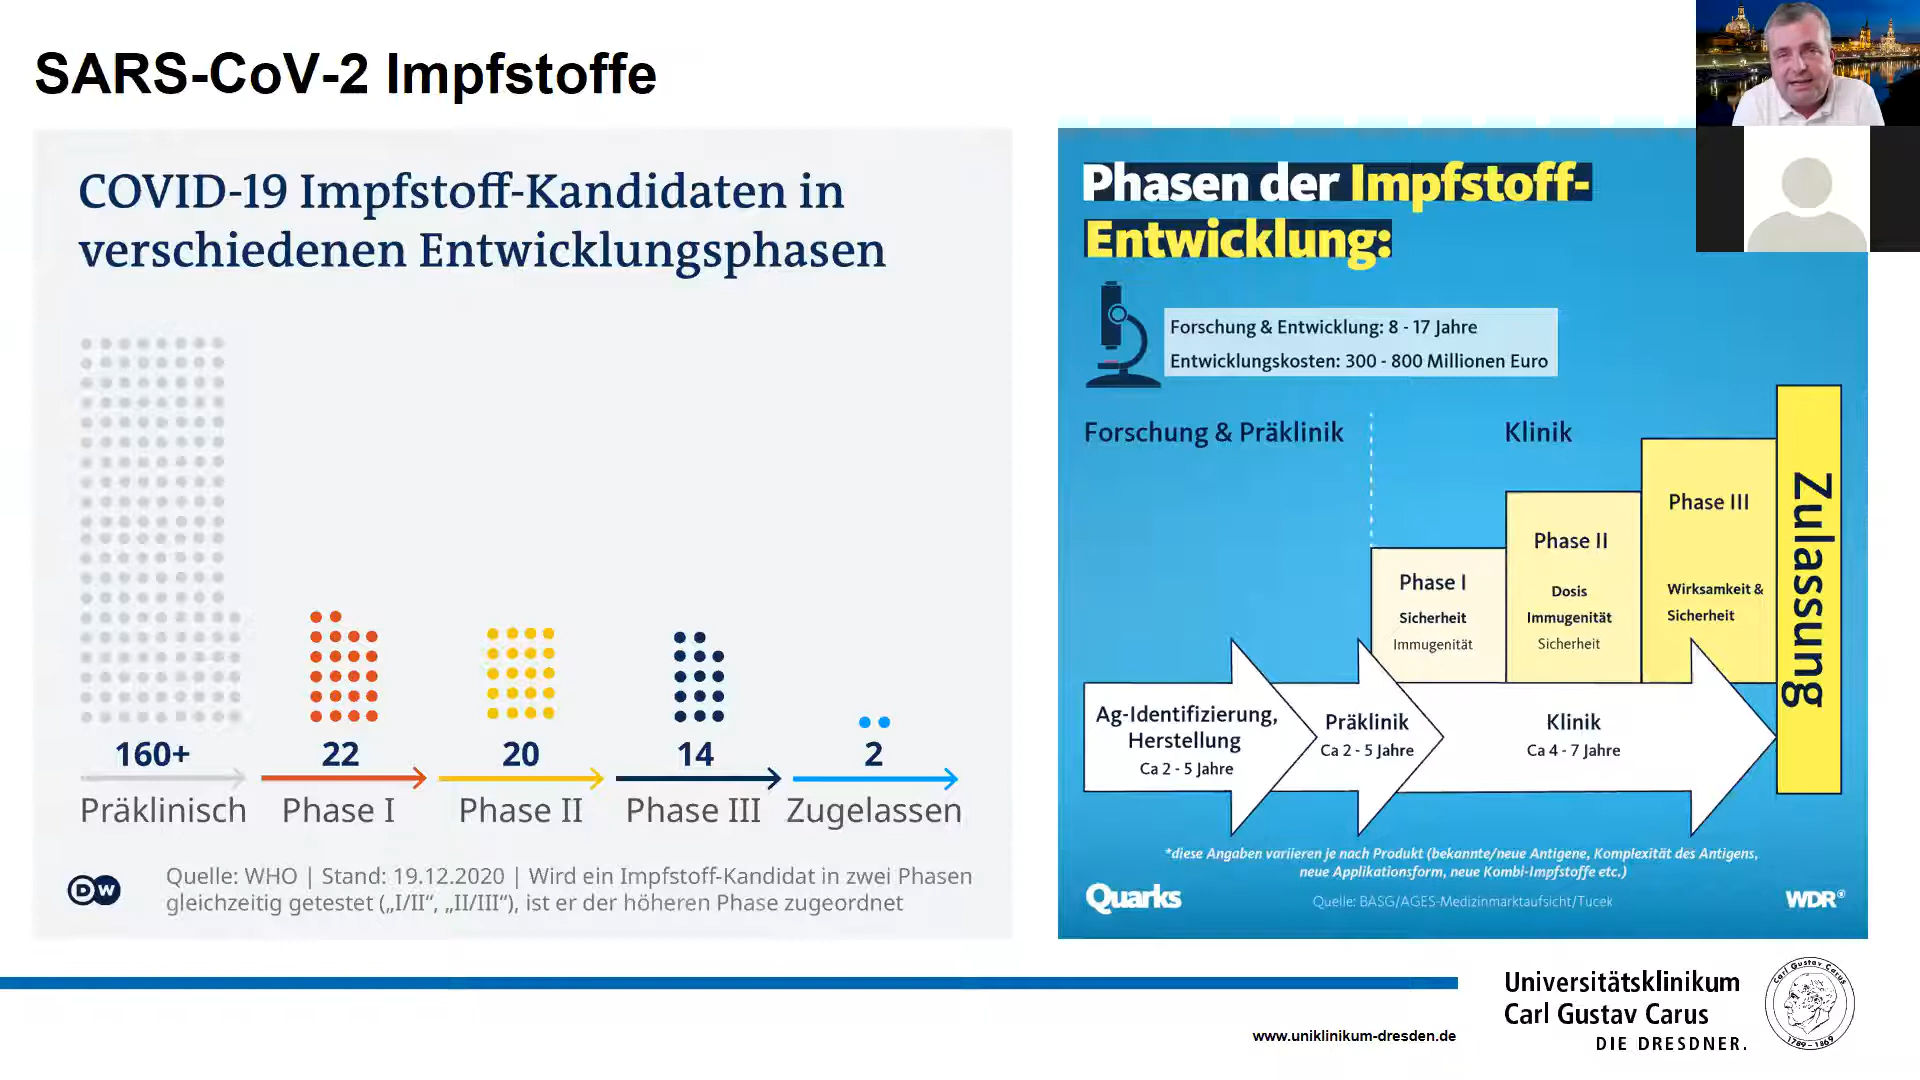 SARS-CoV-2 Impfstoffe
COVID-19 Impfstoff-Kandidaten in
verschiedenen Entwicklungsphasen
160+
22
20
14
2
Präklinisch
Phase I
Phase II
Phase III
Zugelassen
DW
Quelle: WHO | Stand: 19.12.2020 | Wird ein Impfstoff-Kandidat in zwei Phasen
gleichzeitig getestet („I/II“, „II/III“), ist er der höheren Phase zugeordnet
Phasen der Impfstoff-
Entwicklung:
Forschung & Entwicklung: 8 - 17 Jahre
Entwicklungskosten: 300 - 800 Millionen Euro
Forschung & Präklinik
Klinik
Phase I
Sicherheit
Immugenität
Phase II
Dosis
Immugenität
Sicherheit
Phase III
Wirksamkeit &
Sicherheit
Zulassung
Ag-Identifizierung,
Herstellung
Ca 2 - 5 Jahre
Präklinik
Ca 2 - 5 Jahre
Klinik
Ca 4 - 7 Jahre
*diese Angaben variieren je nach Produkt (bekannte/neue Antigene, Komplexität des Antigens,
neue Applikationsform, neue Kombi-Impfstoffe etc.)
Quarks
Quelle: BASG/AGES-Medizinmarktaufsicht/Tucek
WDR
www.uniklinikum-dresden.de
Universitätsklinikum
Carl Gustav Carus
DIE DRESDNER.
Carl Gustav Carus
1789-1869